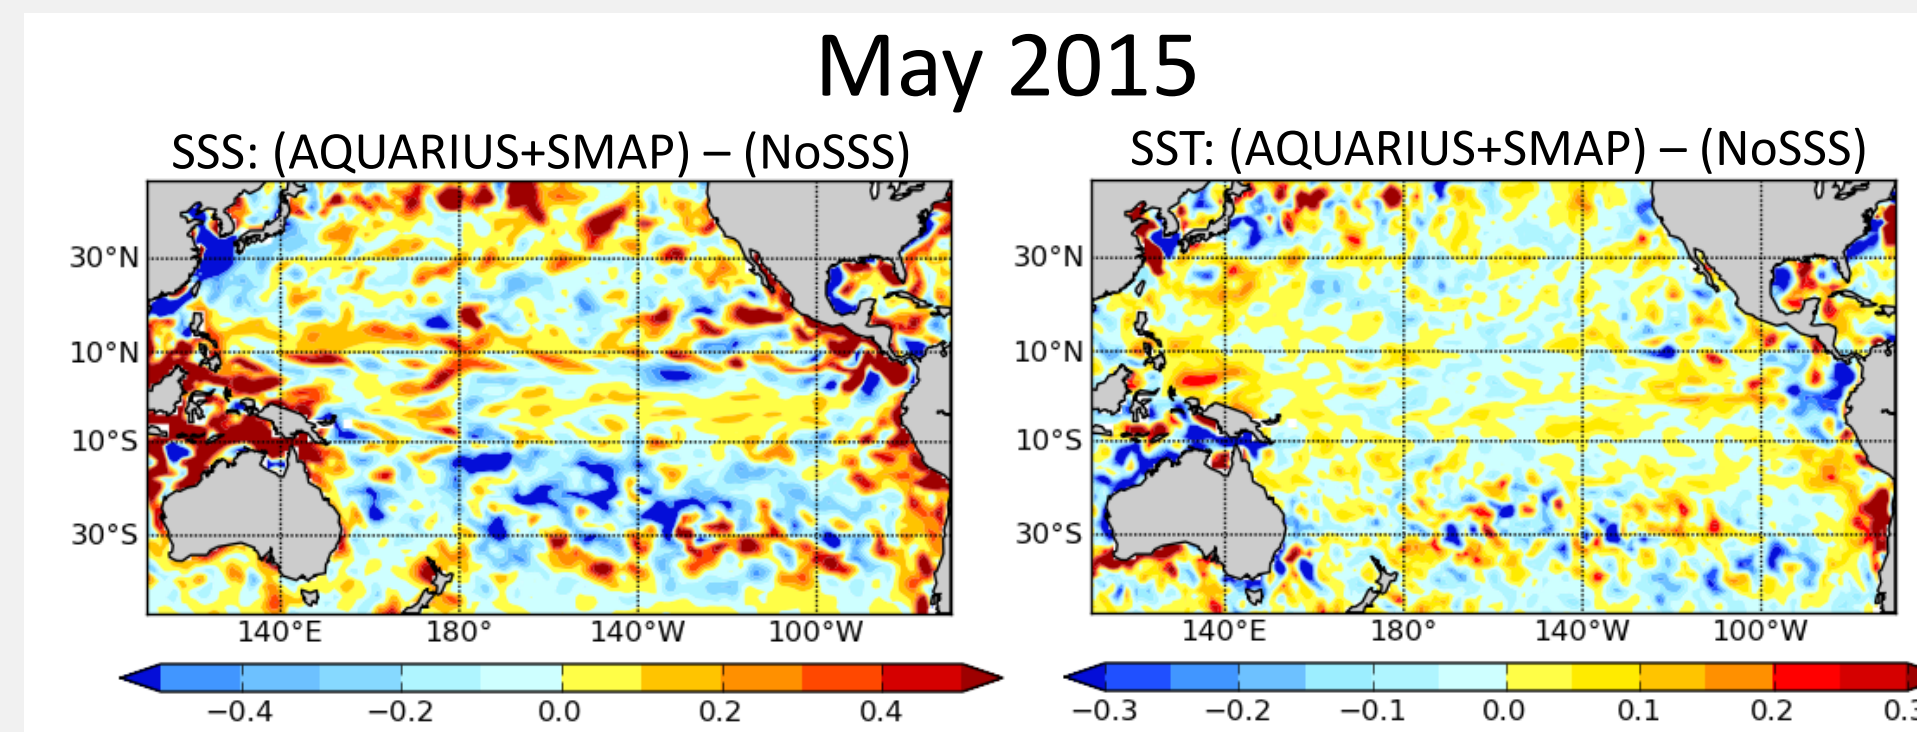 May 2015
SSS: (AQUARIUS+SMAP) – (NoSSS)
SST: (AQUARIUS+SMAP) – (NoSSS)
30°N
10°N
10°S
30°S
140°E 180° 140°W 100°W
−0.4 −0.2 0.0 0.2 0.4
30°N
10°N
10°S
30°S
140°E 180° 140°W 100°W
−0.3 −0.2 −0.1 0.0 0.1 0.2